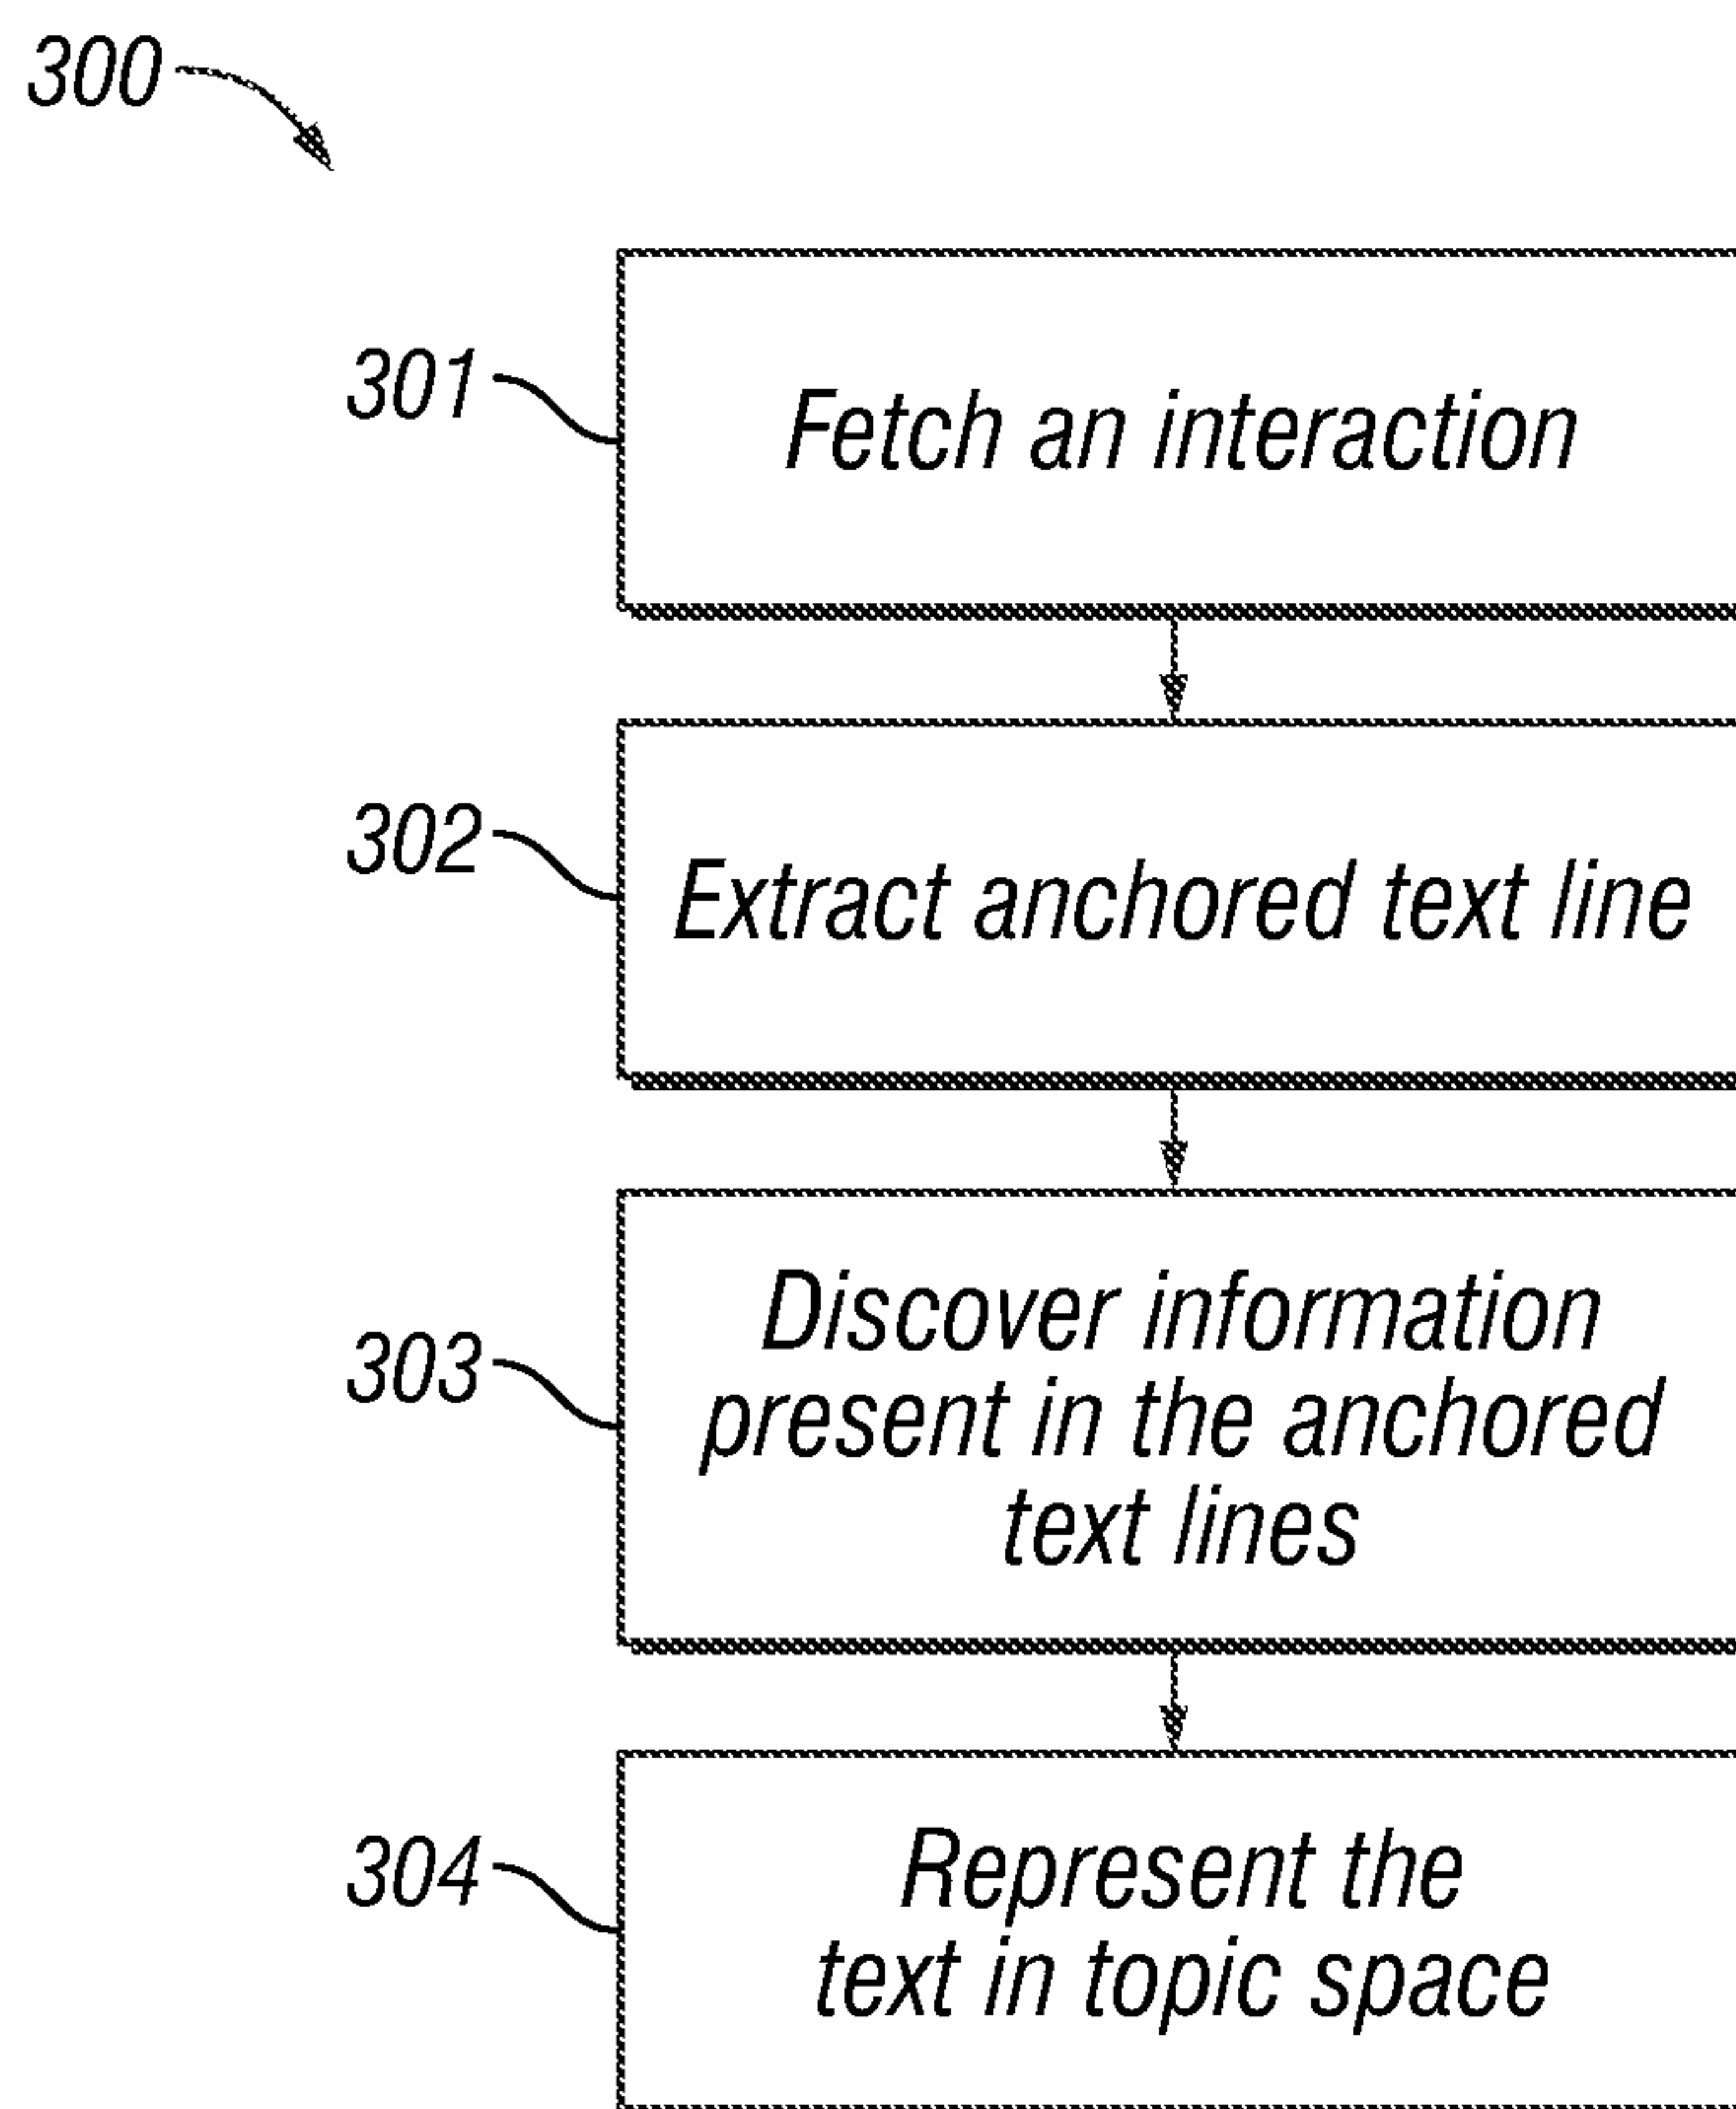 300
301
Fetch an interaction
302
Extract anchored text line
303
Discover information
present in the anchored
text lines
304
Represent the
text in topic space